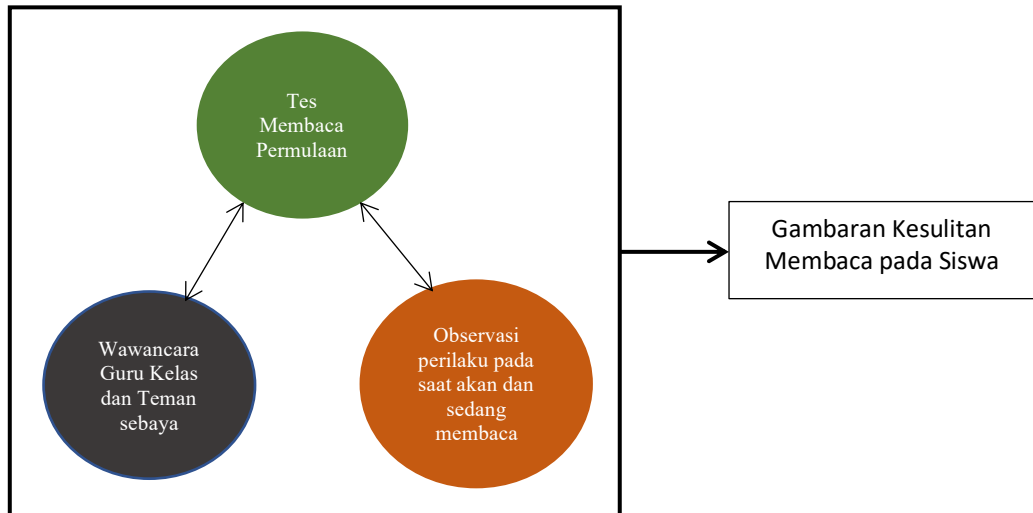 Tes
Membaca
Permulaan
Wawancara
Guru Kelas
dan Teman
sebaya
Observasi
perilaku pada
saat akan dan
sedang
membaca
Gambaran Kesulitan
Membaca pada Siswa